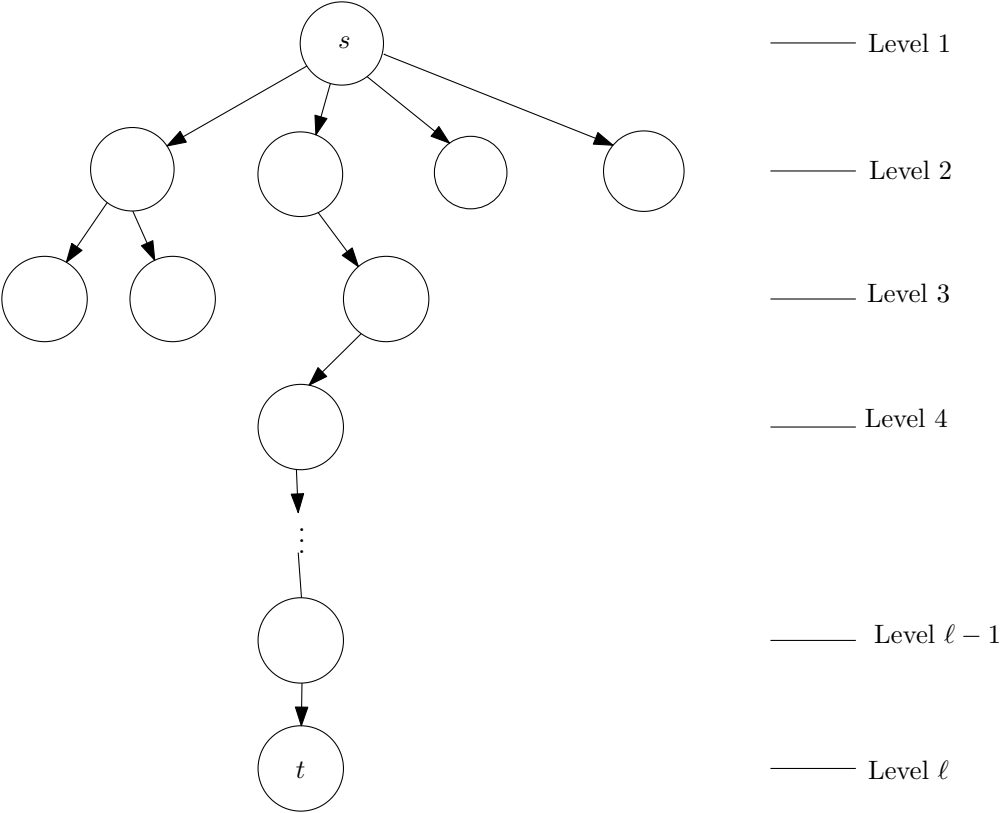 s
Level 1
Level 2
Level 3
Level 4
⋮
Level ℓ − 1
t
Level ℓ